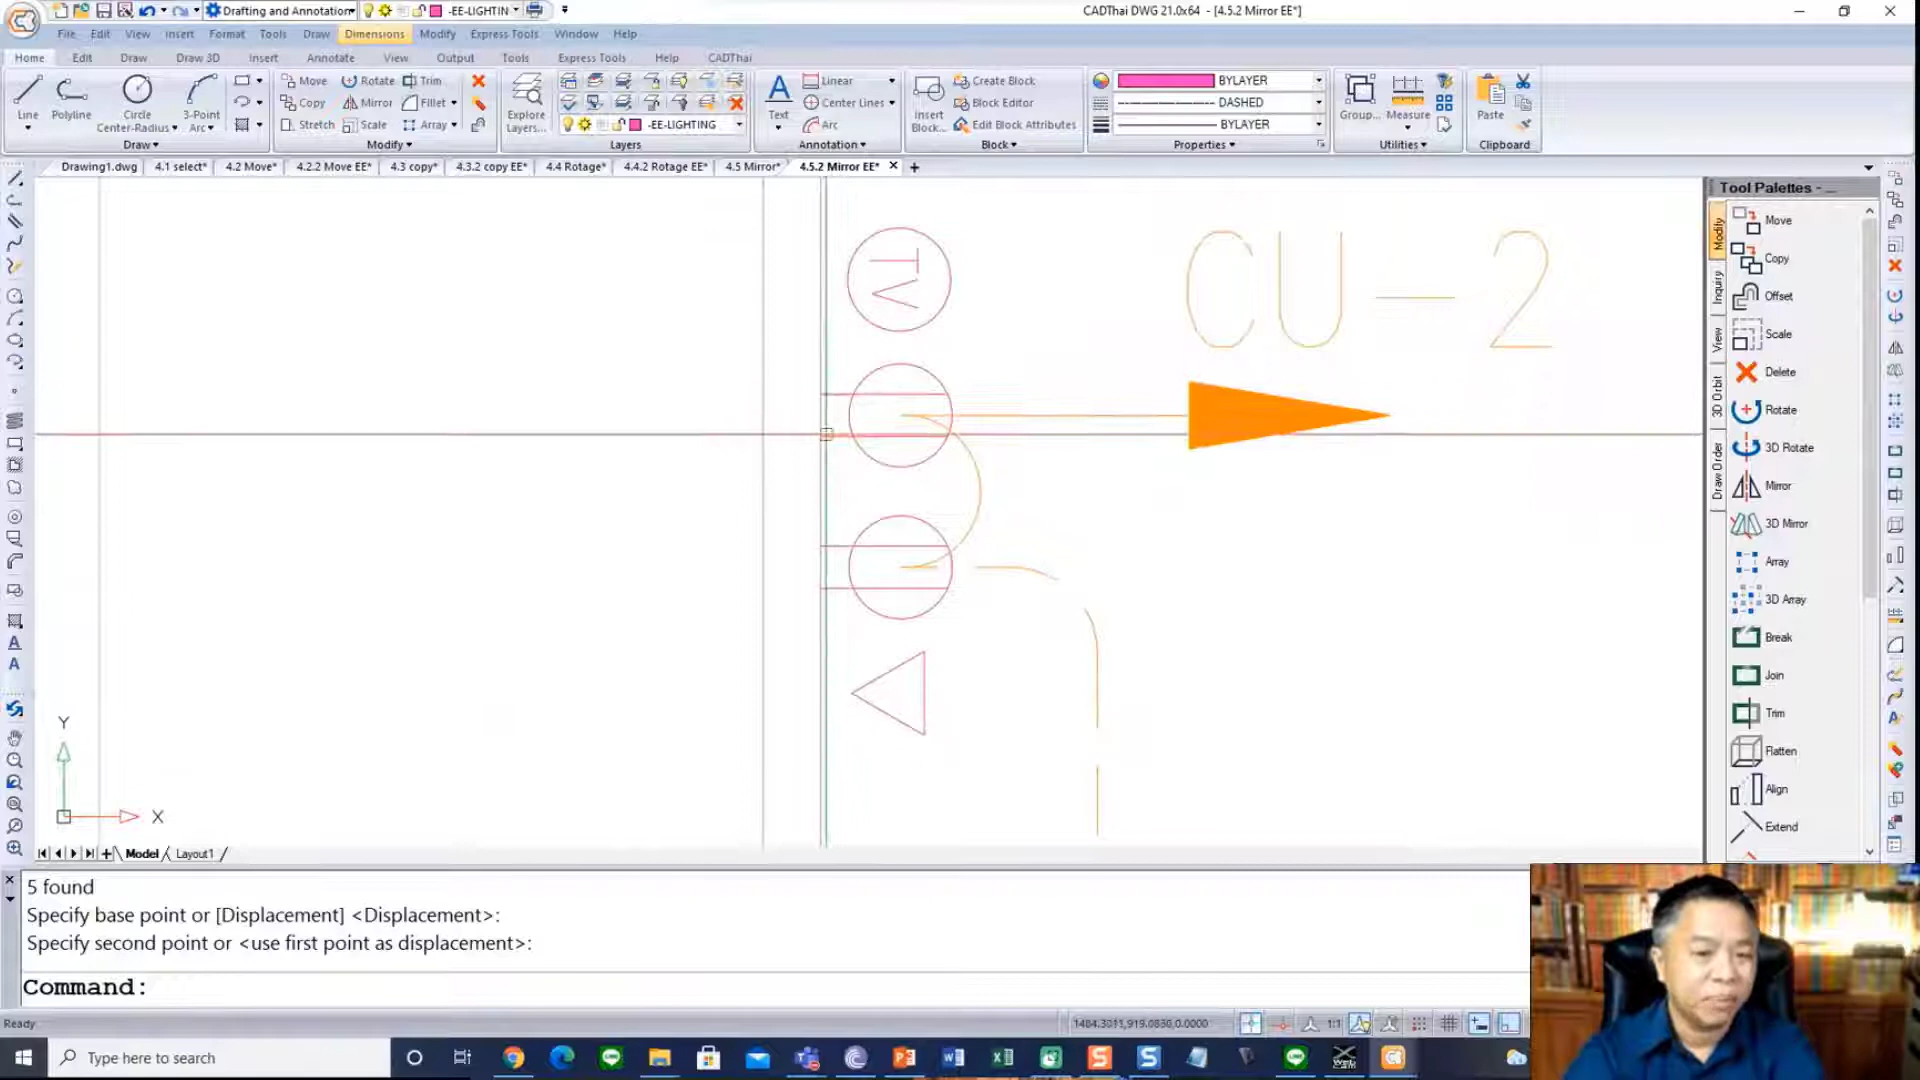 Drafting and Annotation
-EE-LIGHTIN
CADThai DWG 21.0x64 - [4.5.2 Mirror EE*]
File Edit View Insert Format Tools Draw Dimensions Modify Express Tools Window Help
Home Edit Draw Draw 3D Insert Annotate View Output Tools Express Tools Help CADThai
Line
Polyline
Circle
Center-Radius
3-Point
Arc
Draw
Move Rotate Trim
Copy Mirror Fillet
Stretch Scale Array
Modify
Explore
Layers...
-EE-LIGHTING
Layers
Text
Linear
Center Lines
Arc
Annotation
Insert
Block...
Create Block
Block Editor
Edit Block Attributes
Block
BYLAYER
DASHED
BYLAYER
Properties
Group...
Measure
Utilities
Paste
Clipboard
Drawing1.dwg 4.1 select* 4.2 Move* 4.2.2 Move EE* 4.3 copy* 4.3.2 copy EE* 4.4 Rotage* 4.4.2 Rotage EE* 4.5 Mirror* 4.5.2 Mirror EE*
Tool Palettes - ...
Modify
Inquiry
View
3D Orbit
Draw Order
Move
Copy
Offset
Scale
Delete
Rotate
3D Rotate
Mirror
3D Mirror
Array
3D Array
Break
Join
Trim
Flatten
Align
Extend
TV
CU-2
Y
X
Model Layout1
5 found
Specify base point or [Displacement] <Displacement>:
Specify second point or <use first point as displacement>:
Command:
Ready
1484.3011,919.0830,0.0000
1:1
Type here to search